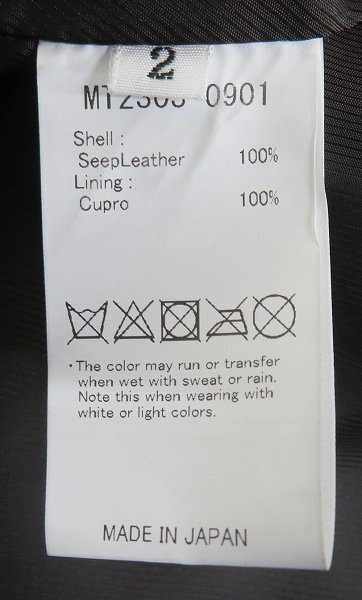 2
0901
Shell :
SeepLeather 100%
Lining :
Cupro 100%
・The color may run or transfer
when wet with sweat or rain.
Note this when wearing with
white or light colors.
MADE IN JAPAN